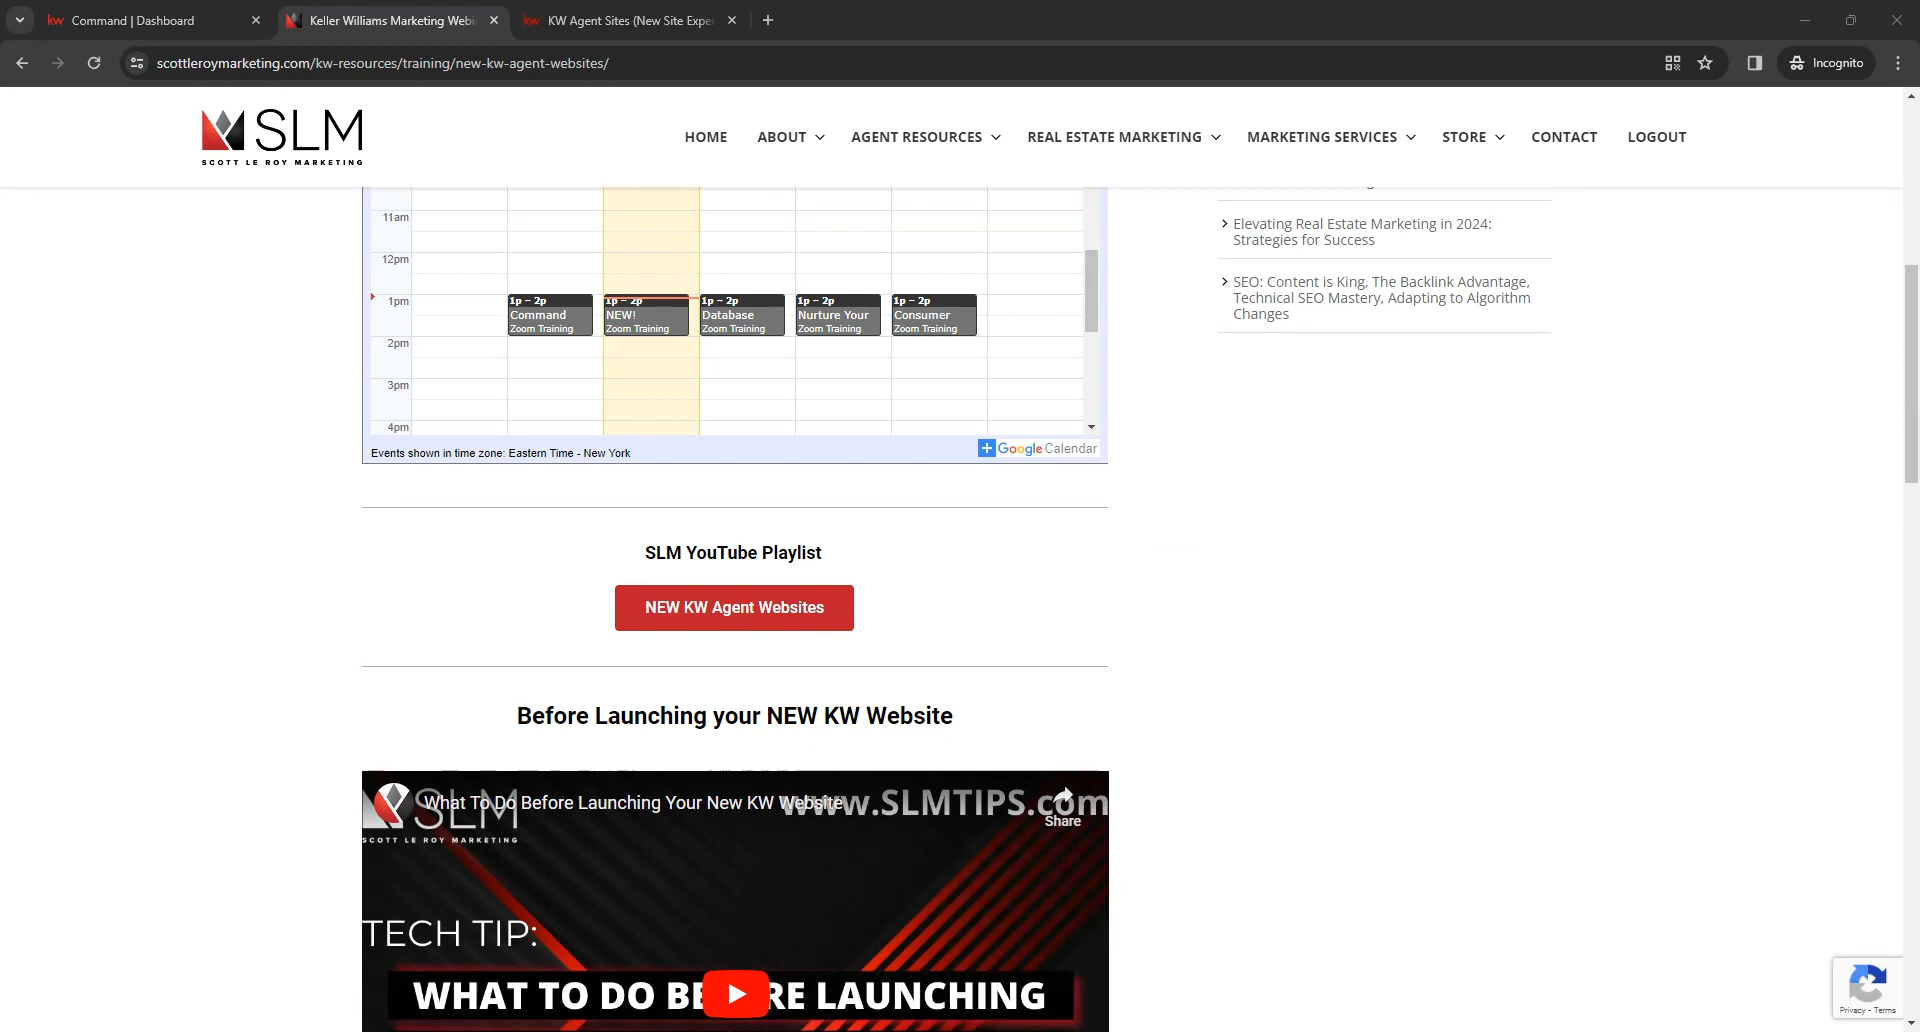 kw Command | Dashboard
Keller Williams Marketing Webi
kw KW Agent Sites (New Site Expe
scottleroymarketing.com/kw-resources/training/new-kw-agent-websites/
Incognito
SLM
SCOTT LE ROY MARKETING
HOME
ABOUT
AGENT RESOURCES
REAL ESTATE MARKETING
MARKETING SERVICES
STORE
CONTACT
LOGOUT
11am
12pm
1pm
2pm
3pm
4pm
1p – 2p
Command
Zoom Training
1p – 2p
NEW!
Zoom Training
1p – 2p
Database
Zoom Training
1p – 2p
Nurture Your
Zoom Training
1p – 2p
Consumer
Zoom Training
Events shown in time zone: Eastern Time - New York
Google Calendar
Elevating Real Estate Marketing in 2024:
Strategies for Success
SEO: Content is King, The Backlink Advantage,
Technical SEO Mastery, Adapting to Algorithm
Changes
SLM YouTube Playlist
NEW KW Agent Websites
Before Launching your NEW KW Website
What To Do Before Launching Your New KW Website
www.SLMTIPS.com
Share
SLM
SCOTT LE ROY MARKETING
TECH TIP:
WHAT TO DO BE RE LAUNCHING
Privacy - Terms